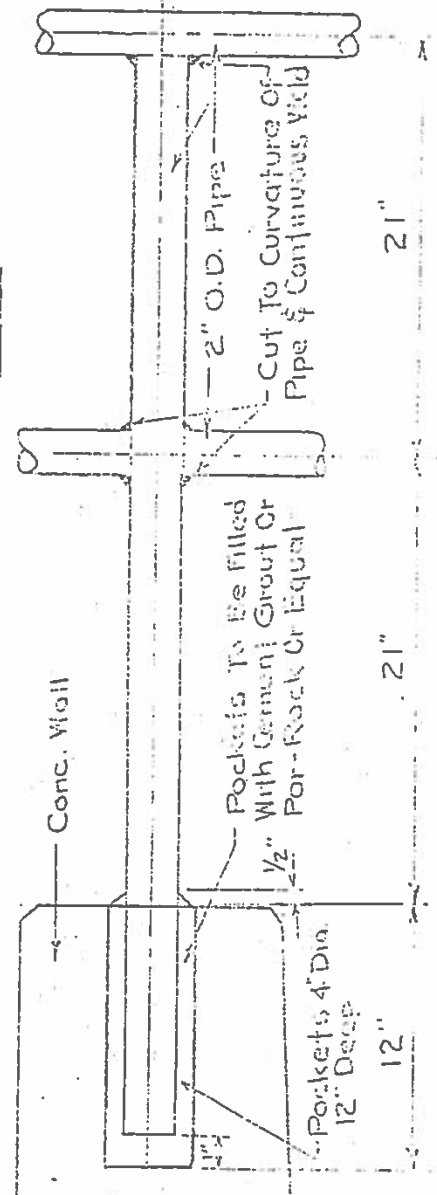 Conc. Wall
2" O.D. Pipe
Cut To Curvature Of
Pipe & Continuous Weld
Pockets To Be Filled
With Cement Grout Or
Por-Rock Or Equal
1/2"
Pockets 4" Dia.
12" Deep
1"
12"
21"
21"